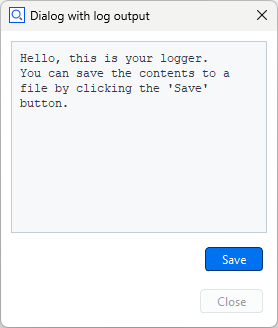 Dialog with log output
Hello, this is your logger.
You can save the contents to a
file by clicking the 'Save'
button.
Save
Close